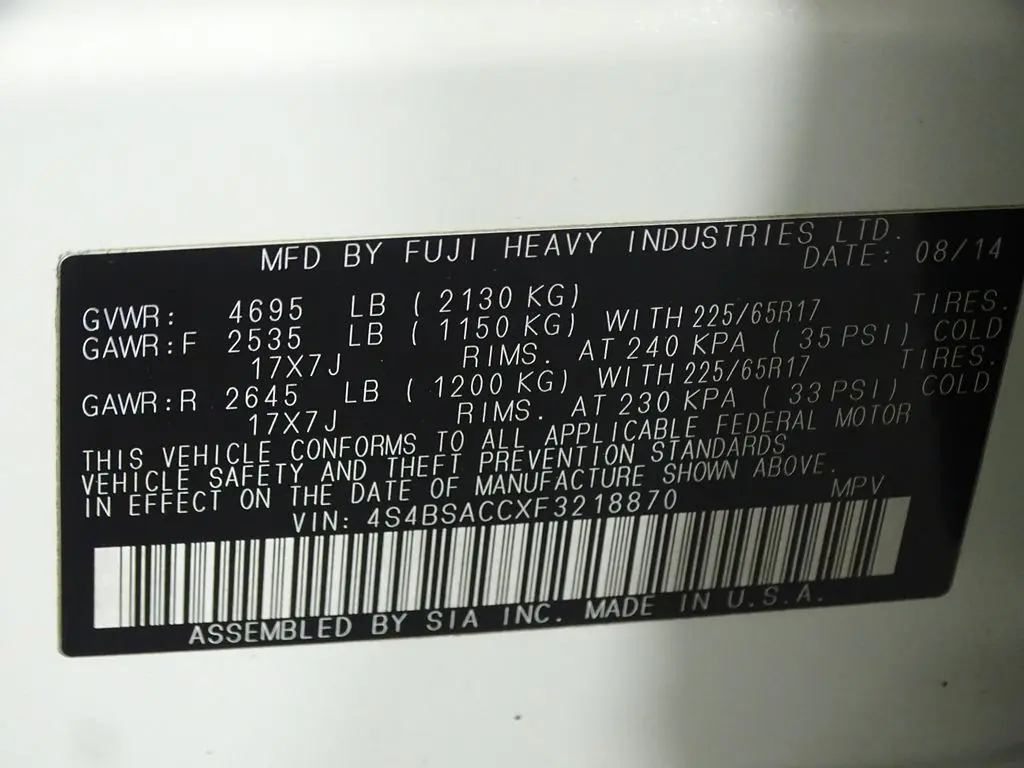 MFD BY FUJI HEAVY INDUSTRIES LTD.
DATE: 08/14
GVWR: 4695 LB ( 2130 KG)
GAWR:F 2535 LB ( 1150 KG) WITH 225/65R17 TIRES.
17X7J RIMS. AT 240 KPA ( 35 PSI) COLD
GAWR:R 2645 LB ( 1200 KG) WITH 225/65R17 TIRES.
17X7J RIMS. AT 230 KPA ( 33 PSI) COLD
THIS VEHICLE CONFORMS TO ALL APPLICABLE FEDERAL MOTOR
VEHICLE SAFETY AND THEFT PREVENTION STANDARDS
IN EFFECT ON THE DATE OF MANUFACTURE SHOWN ABOVE.
VIN: 4S4BSACCXF3218870 MPV
ASSEMBLED BY SIA INC. MADE IN U.S.A.